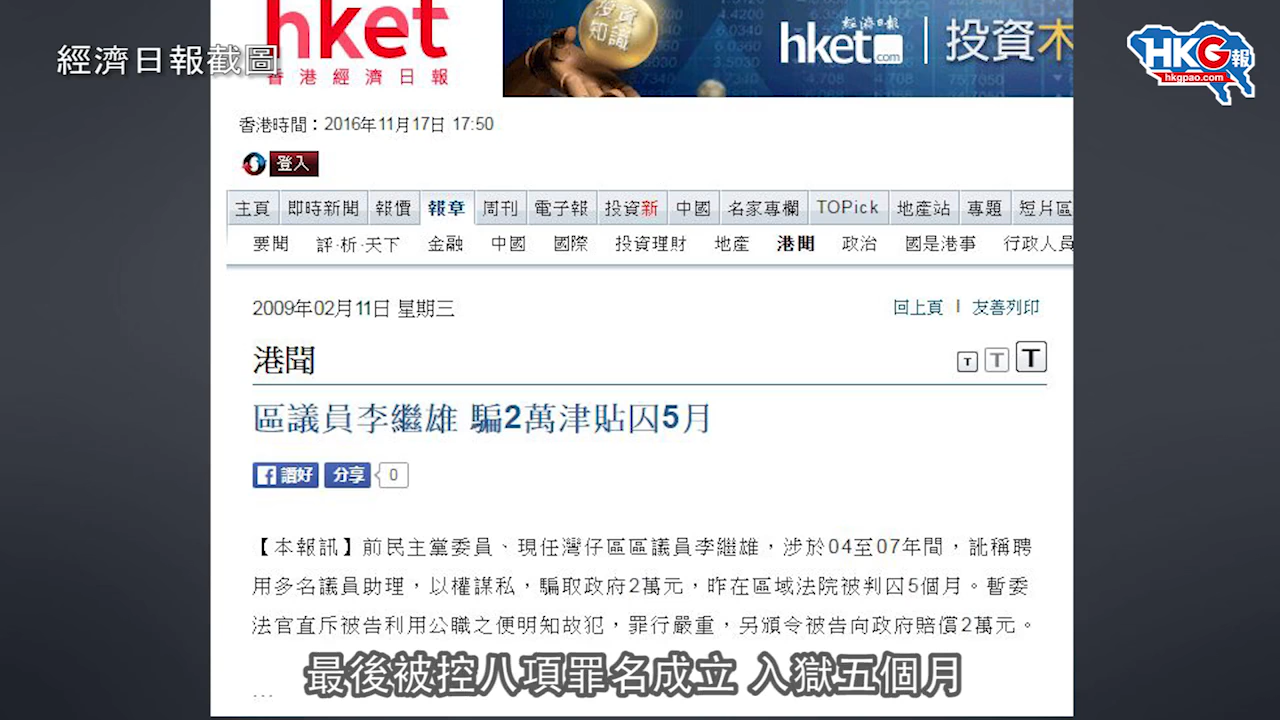 hket
香港經濟日報
投資
知識
經濟日報
hket.com
投資木
HKG報
hkgpao.com
經濟日報截圖
香港時間：2016年11月17日 17:50
登入
主頁 即時新聞 報價 報章 周刊 電子報 投資新 中國 名家專欄 TOPick 地產站 專題 短片區
要聞 評‧析‧天下 金融 中國 國際 投資理財 地產 港聞 政治 國是港事 行政人員
2009年02月11日 星期三
回上頁 | 友善列印
港聞
T T T
區議員李繼雄 騙2萬津貼囚5月
讚好 分享 0
【本報訊】前民主黨委員、現任灣仔區區議員李繼雄，涉於04至07年間，訛稱聘
用多名議員助理，以權謀私，騙取政府2萬元，昨在區域法院被判囚5個月。暫委
法官直斥被告利用公職之便明知故犯，罪行嚴重，另頒令被告向政府賠償2萬元。
...
最後被控八項罪名成立 入獄五個月